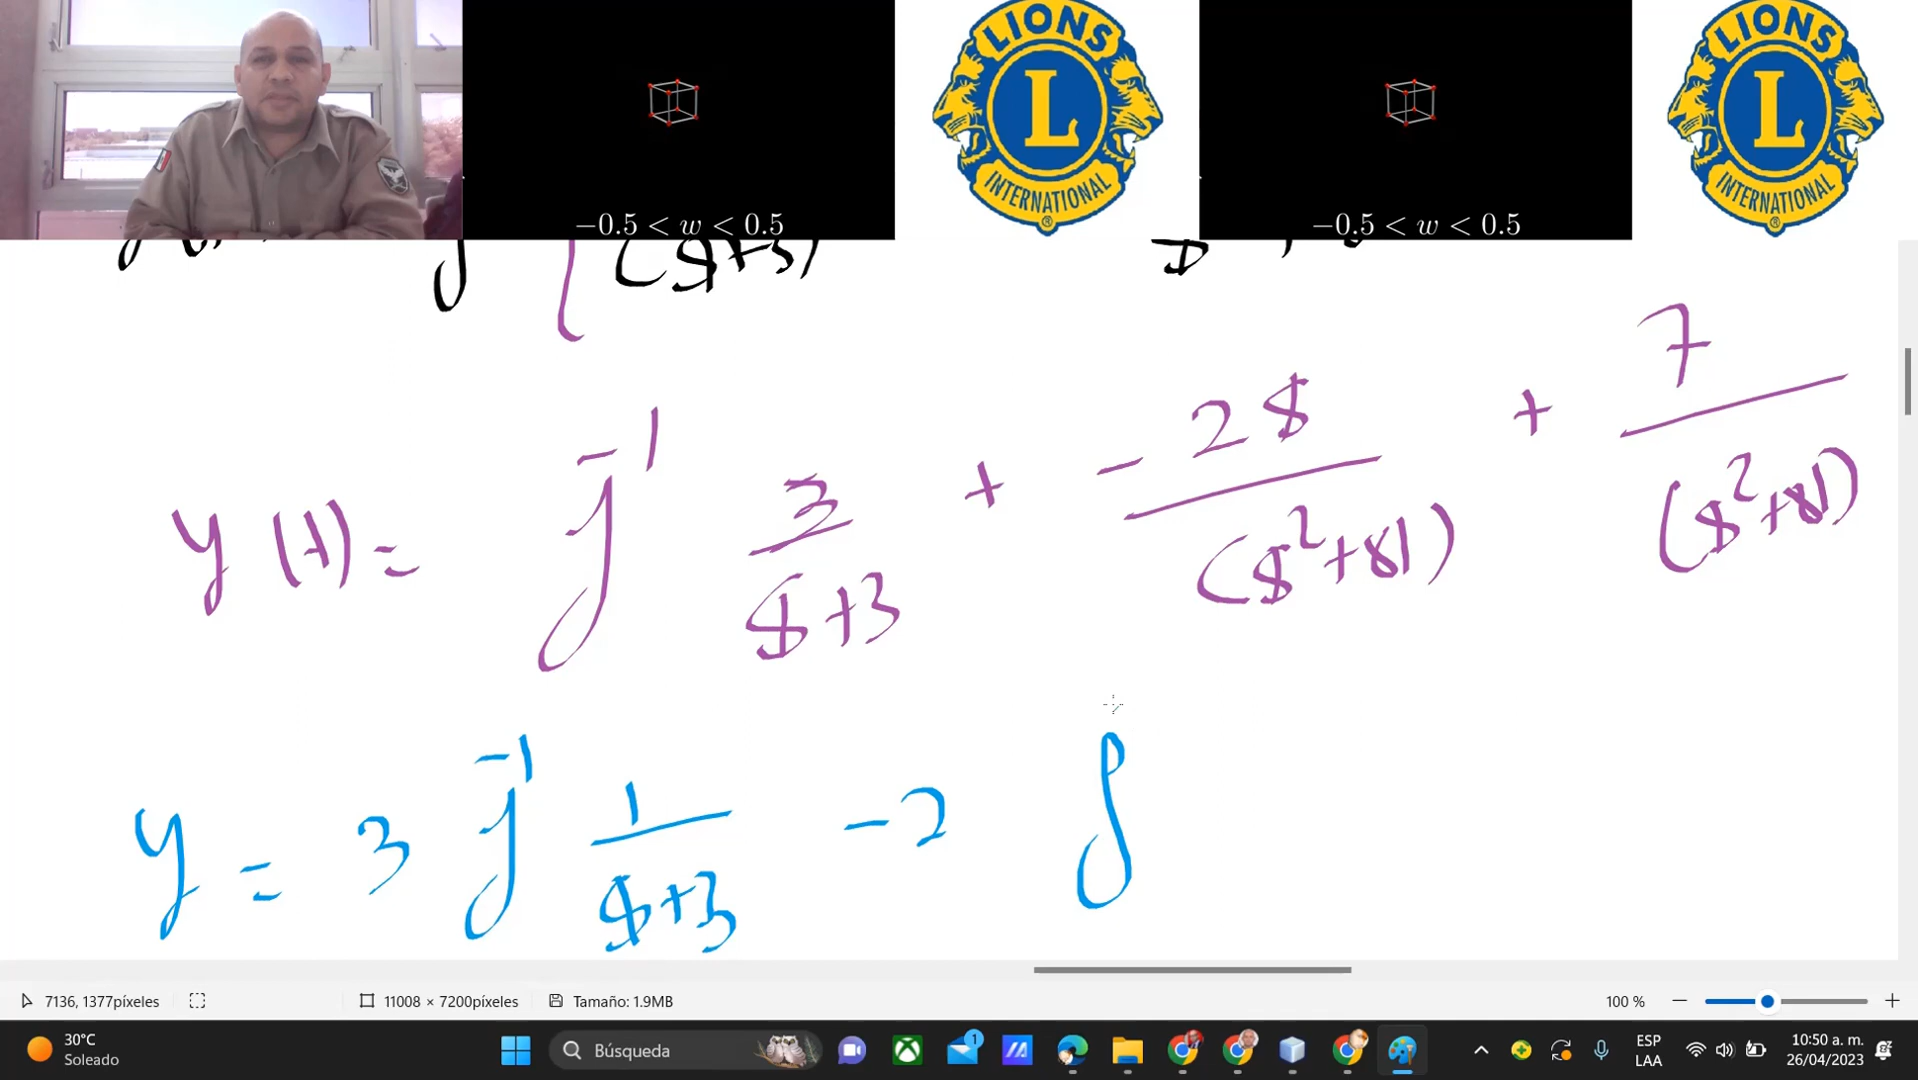 LIONS
L
INTERNATIONAL
®
-0.5 < w < 0.5
LIONS
L
INTERNATIONAL
®
-0.5 < w < 0.5
(s+3)
y(t) = ℒ⁻¹ 3/(s+3) + -2s/(s²+81) + 7/(s²+81)
y = 3 ℒ⁻¹ 1/(s+3) -2 ℒ
7136, 1377píxeles
11008 × 7200píxeles
Tamaño: 1.9MB
100 %
30°C
Soleado
Búsqueda
1
ESP
LAA
10:50 a. m.
26/04/2023